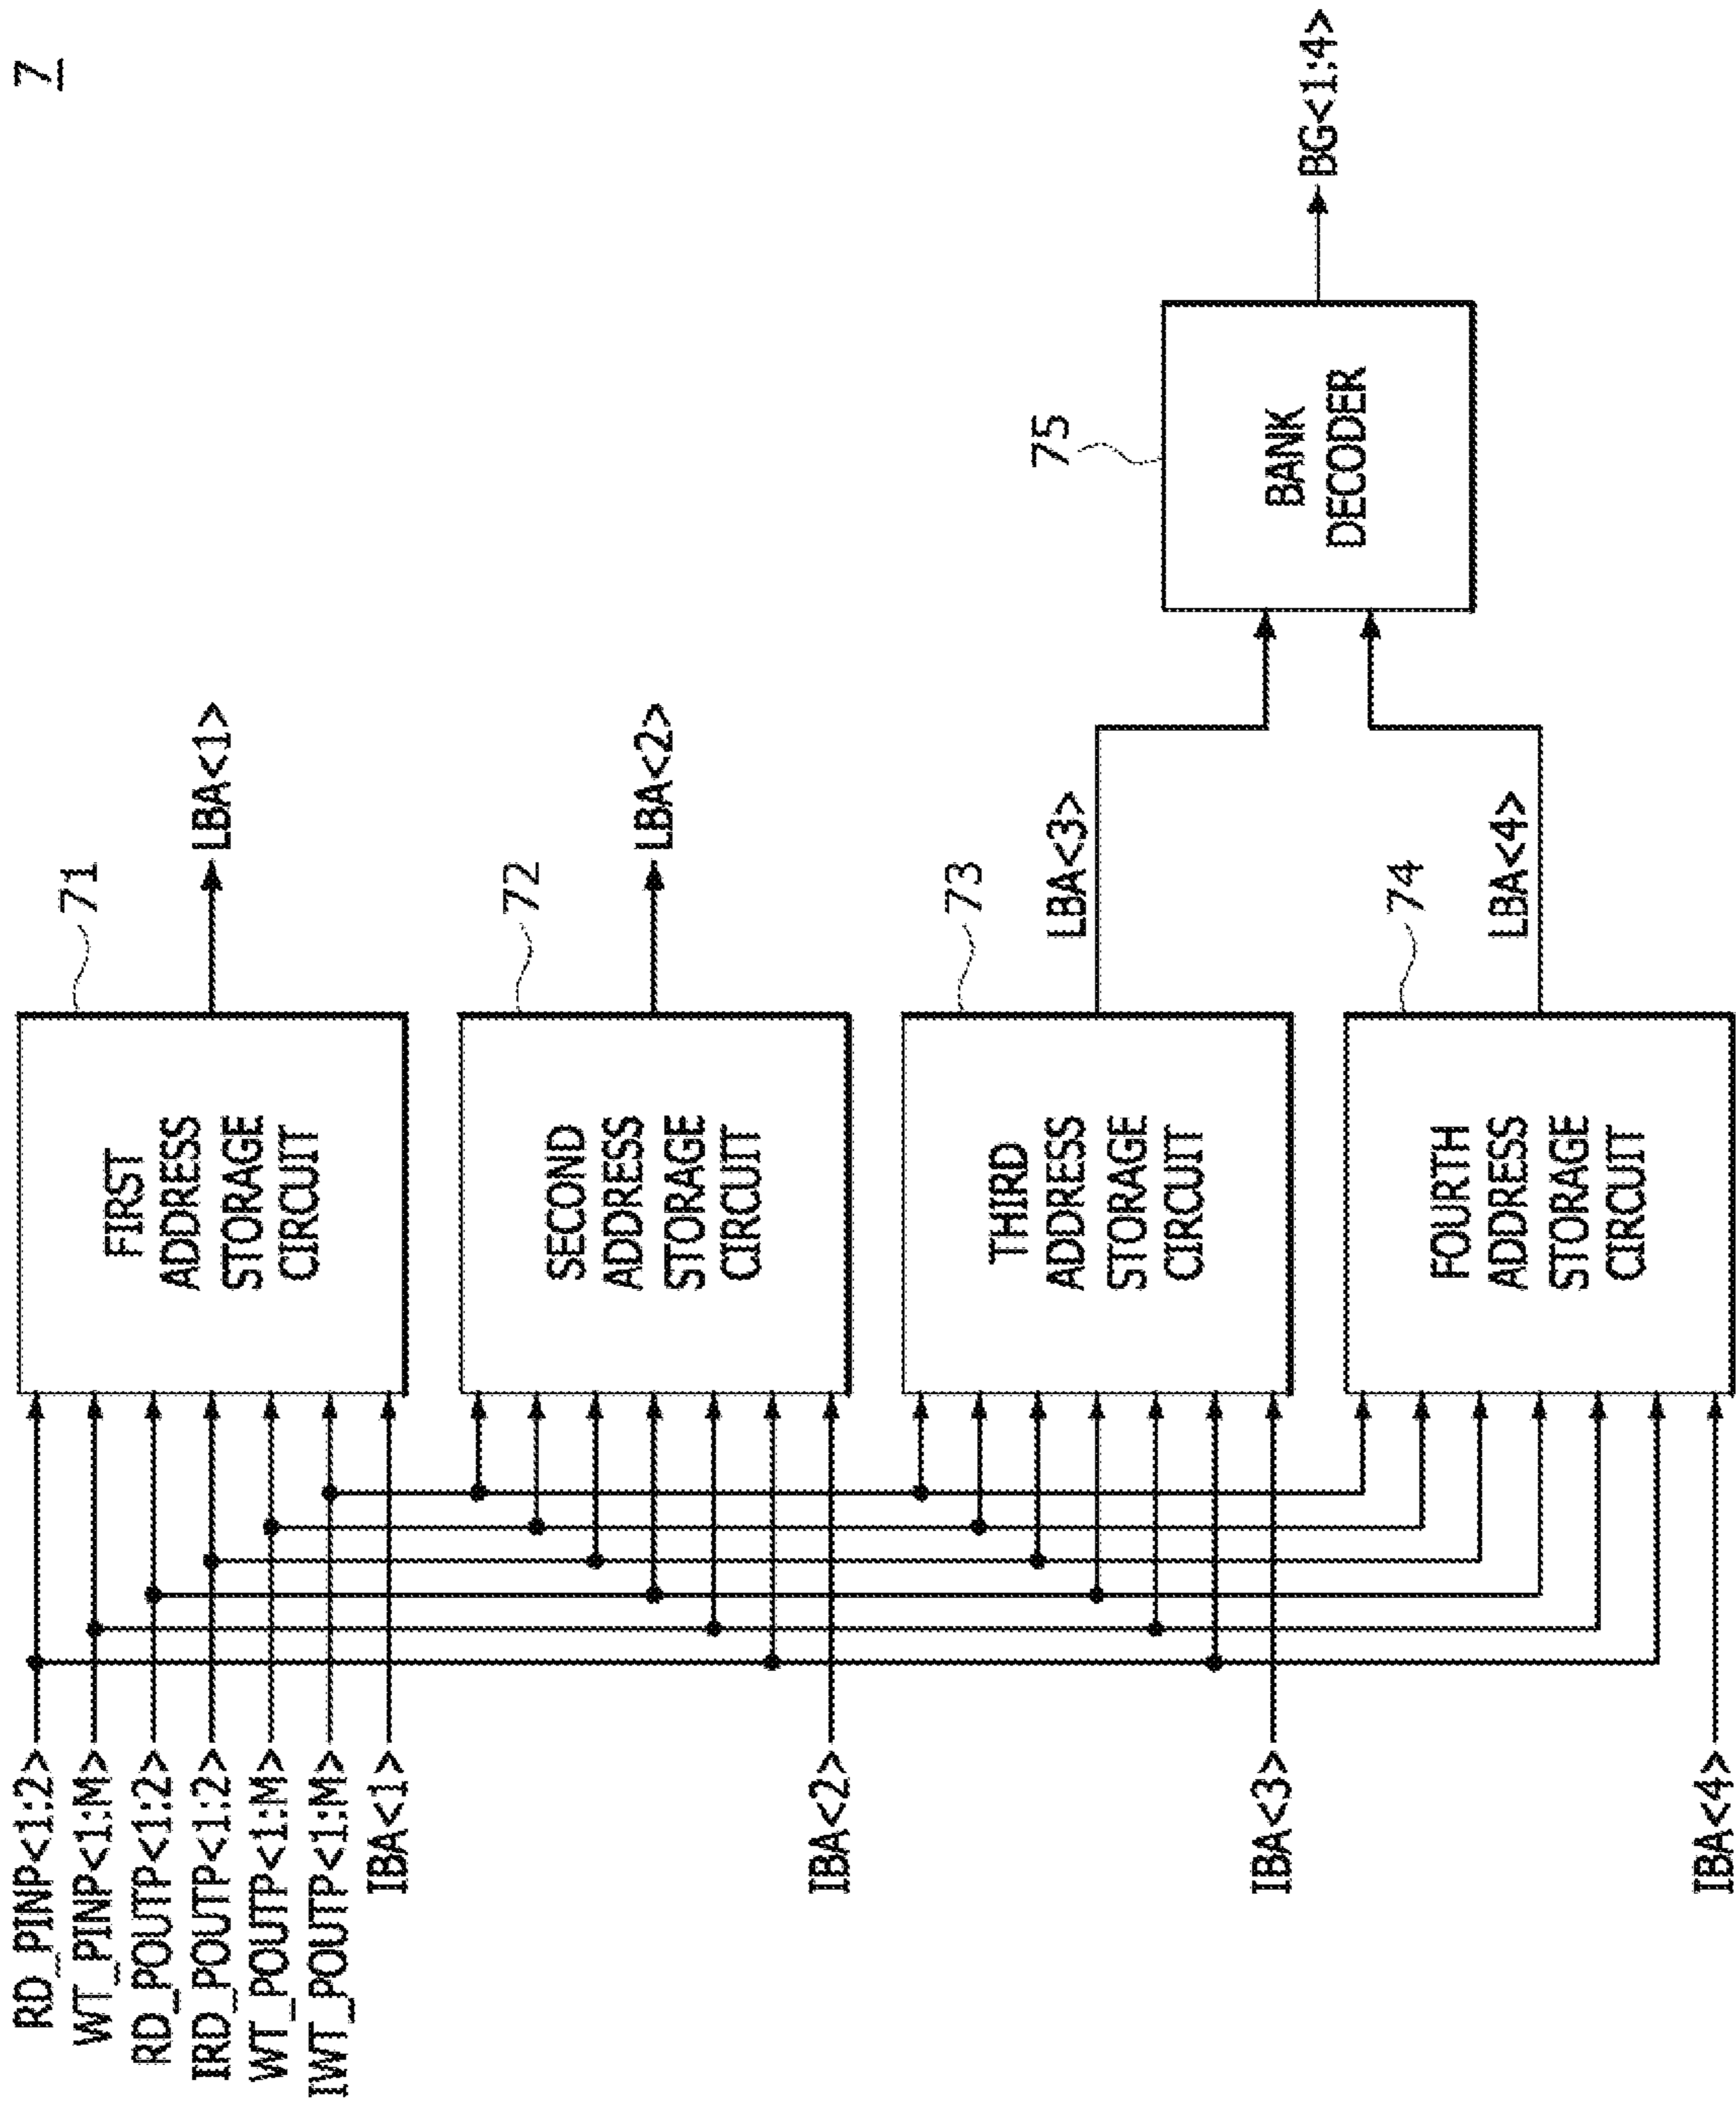 7
RD_PINP<1:2>
WT_PINP<1:M>
RD_POUTP<1:2>
IRD_POUTP<1:2>
WT_POUTP<1:M>
IWT_POUTP<1:M>
IBA<1>
FIRST
ADDRESS
STORAGE
CIRCUIT
71
LBA<1>
IBA<2>
SECOND
ADDRESS
STORAGE
CIRCUIT
72
LBA<2>
IBA<3>
THIRD
ADDRESS
STORAGE
CIRCUIT
73
LBA<3>
IBA<4>
FOURTH
ADDRESS
STORAGE
CIRCUIT
74
LBA<4>
75
BANK
DECODER
BG<1:4>